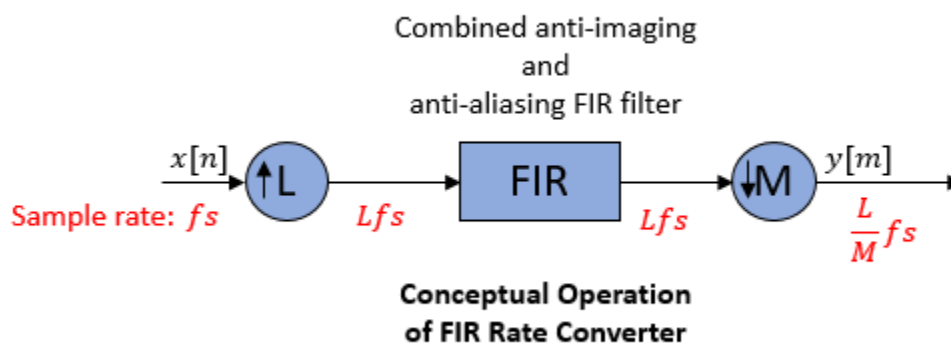 Combined anti-imaging
and
anti-aliasing FIR filter
x[n]
↑L
FIR
↓M
y[m]
Sample rate: fs
Lfs
Lfs
L/M fs
Conceptual Operation
of FIR Rate Converter